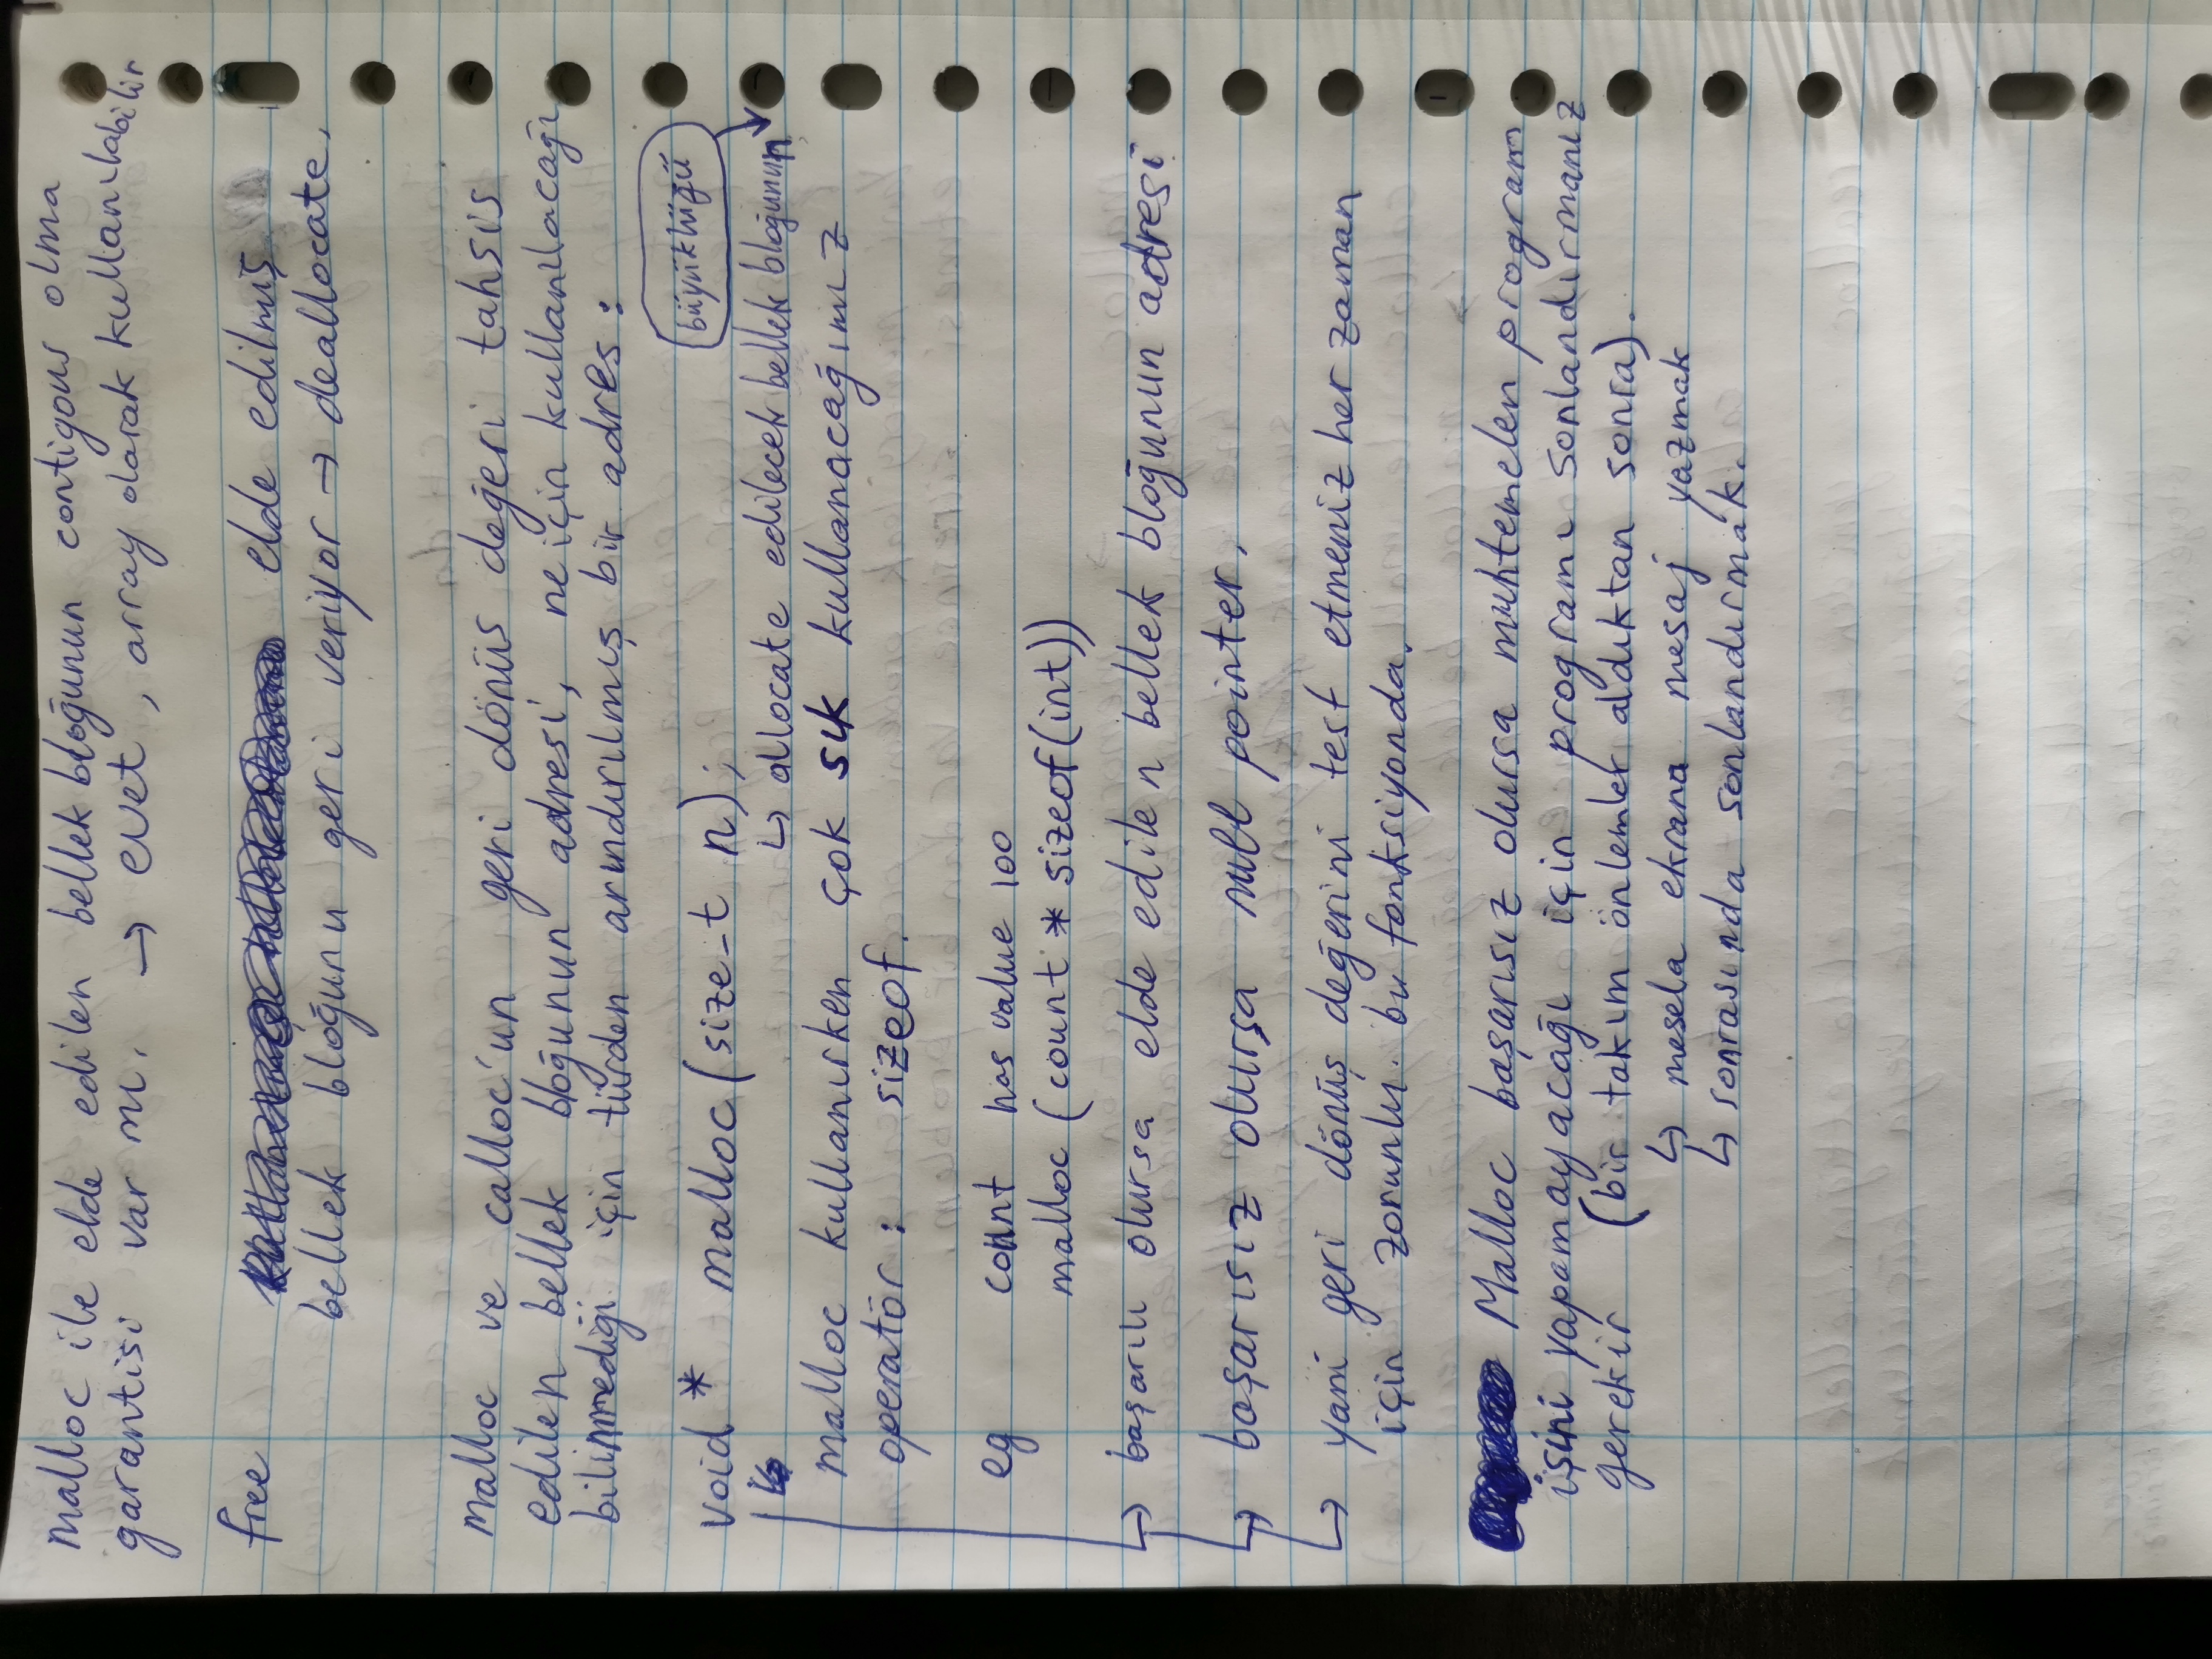 malloc ile elde edilen bellek bloğunun contigous olma
garantisi var mı. → evet, array olarak kullanılabilir
free elde edilmiş
bellek bloğunu geri veriyor → deallocate.
malloc ve calloc'un geri dönüş değeri tahsis
edilen bellek bloğunun adresi, ne için kullanılacağı
bilinmediği için türden arındırılmış bir adres :
büyüklüğü
void * malloc(size_t n);
↳ allocate edilecek bellek bloğunun
malloc kullanırken çok sık kullanacağımız
operatör : sizeof.
eg count has value 100
malloc (count * sizeof(int))
↳ başarılı olursa elde edilen bellek bloğunun adresi
↳ başarısız olurşa null pointer.
↳ yani geri dönüş değerini test etmeniz her zaman
için zorunlu. bu fonksiyonda.
Malloc başarısız olursa muhtemelen program
işini yapamayacağı için programı sonlandırmanız
gerekir (bir takım önlemler aldıktan sonra).
↳ mesela ekrana mesaj yazmak
↳ sonrasında sonlandırmak.